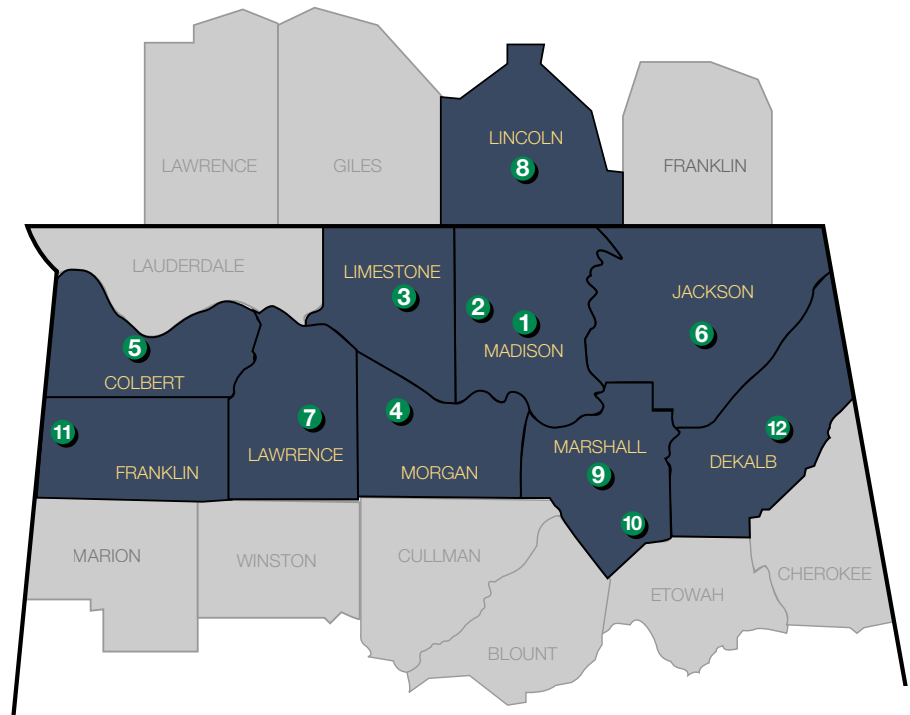 LINCOLN
8
LAWRENCE
GILES
FRANKLIN
LAUDERDALE
LIMESTONE
3
2
1
MADISON
JACKSON
6
5
COLBERT
11
FRANKLIN
7
LAWRENCE
4
MORGAN
MARSHALL
9
10
12
DEKALB
MARION
WINSTON
CULLMAN
BLOUNT
ETOWAH
CHEROKEE